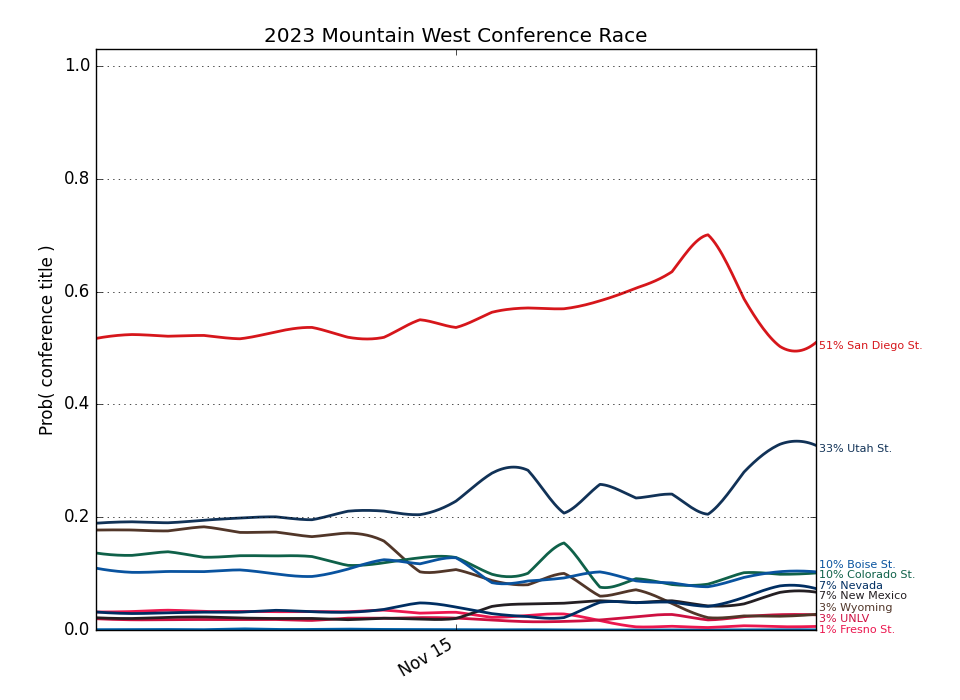 2023 Mountain West Conference Race
1.0
0.8
0.6
0.4
0.2
0.0
Prob( conference title )
Nov 15
51% San Diego St.
33% Utah St.
10% Boise St.
10% Colorado St.
7% Nevada
7% New Mexico
3% Wyoming
3% UNLV
1% Fresno St.